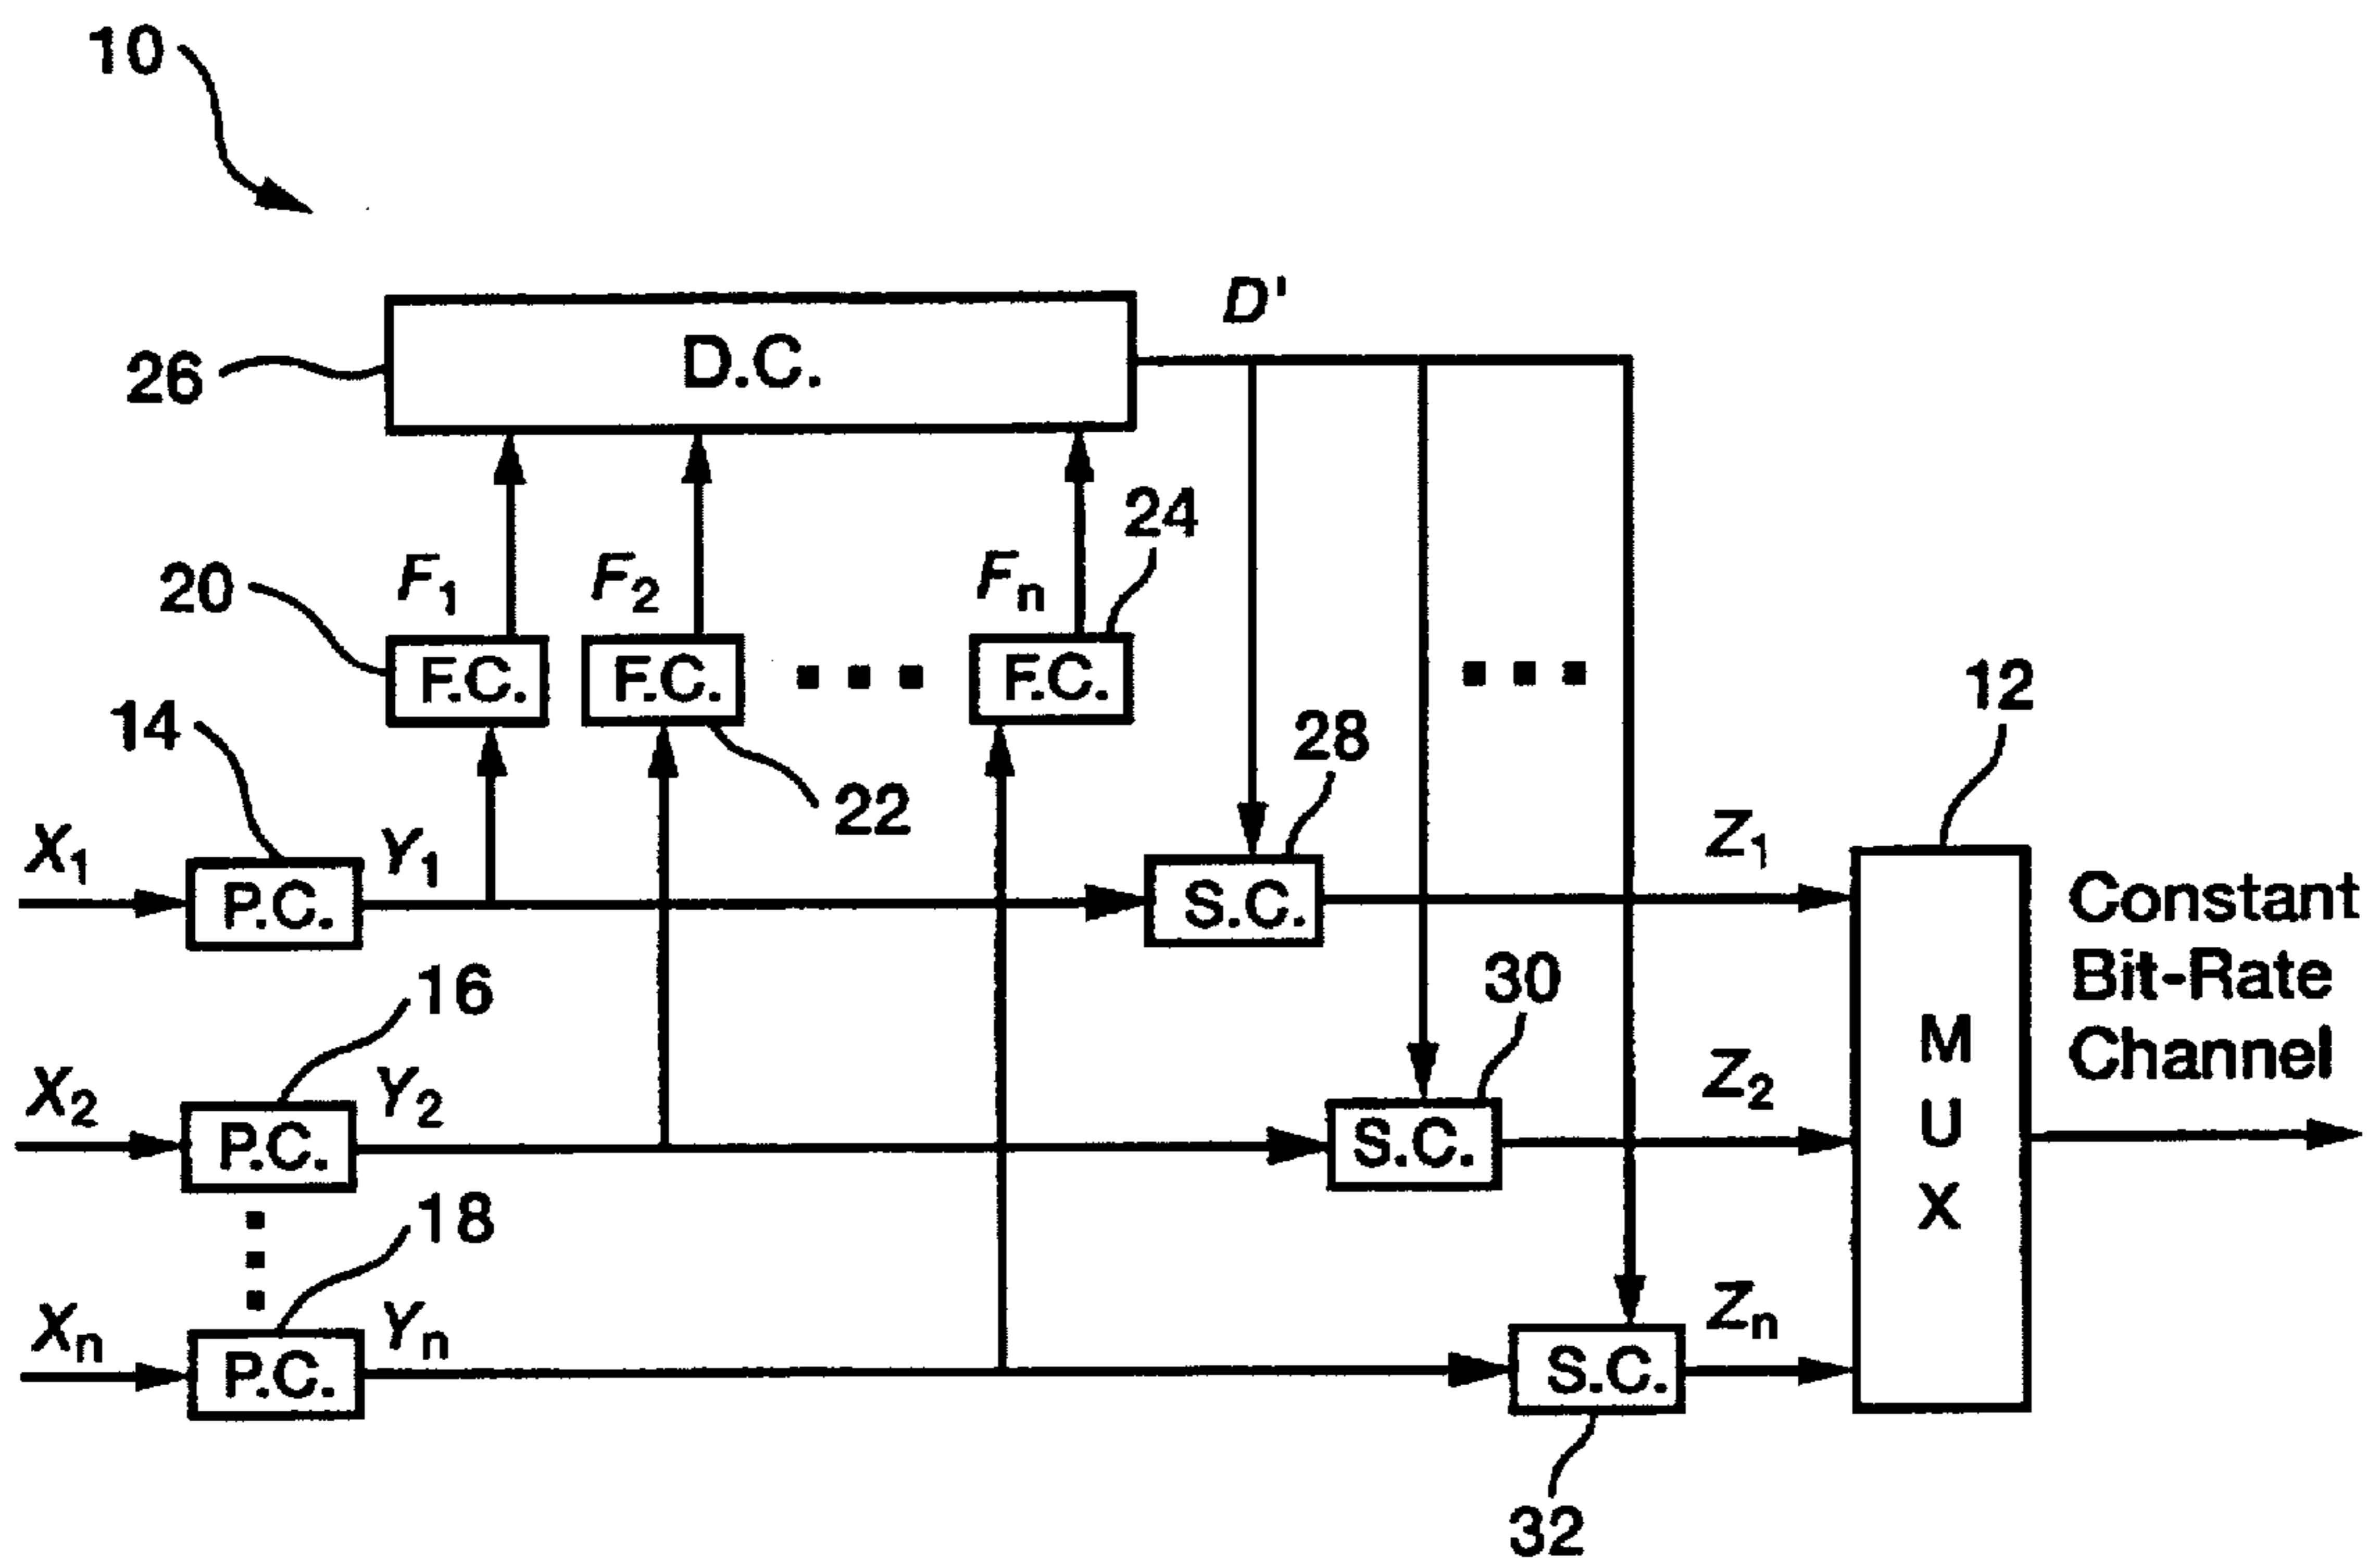 10
D'
26
D.C.
24
20
F1
F2
Fn
F.C.
F.C.
F.C.
12
14
28
22
X1
Y1
Z1
P.C.
S.C.
Constant
Bit-Rate
Channel
16
30
M
U
X
X2
Y2
Z2
P.C.
S.C.
18
Xn
Yn
Zn
P.C.
S.C.
32